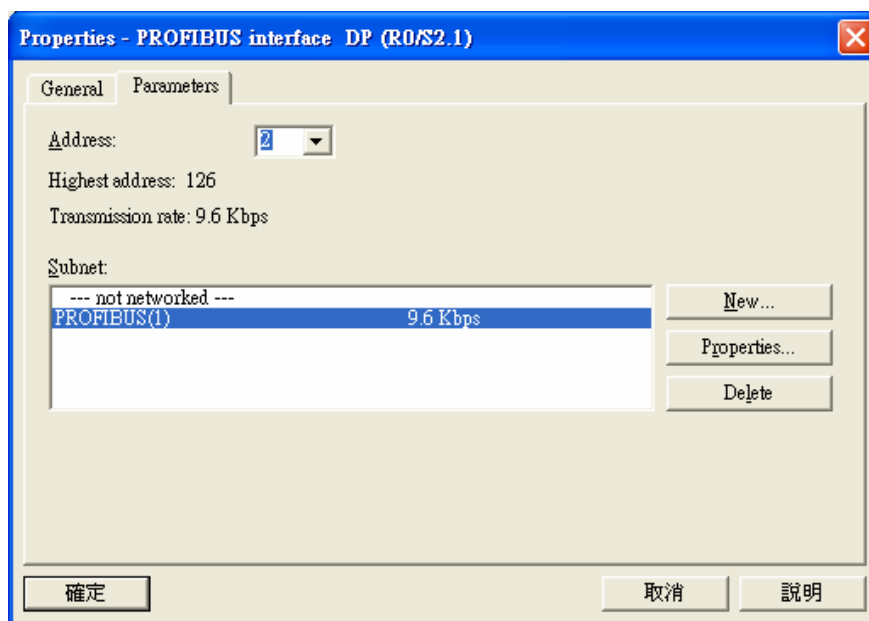 Properties - PROFIBUS interface DP (R0/S2.1)
General Parameters
Address: 2
Highest address: 126
Transmission rate: 9.6 Kbps
Subnet:
--- not networked ---
PROFIBUS(1) 9.6 Kbps
New...
Properties...
Delete
確定 取消 說明